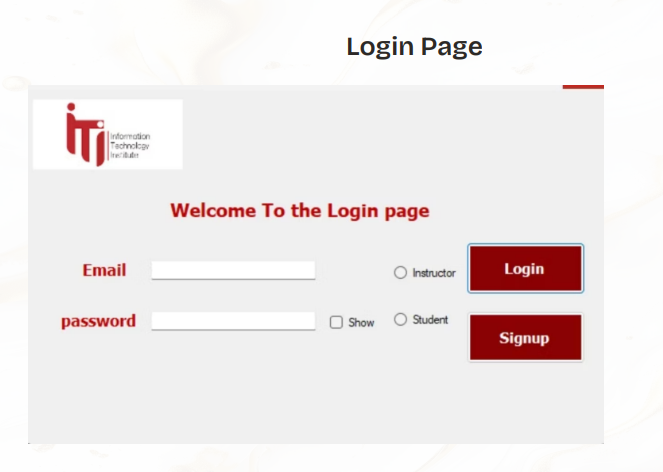 Login Page
iTi
Information
Technology
Institute
Welcome To the Login page
Email
Instructor
Login
password
Show
Student
Signup